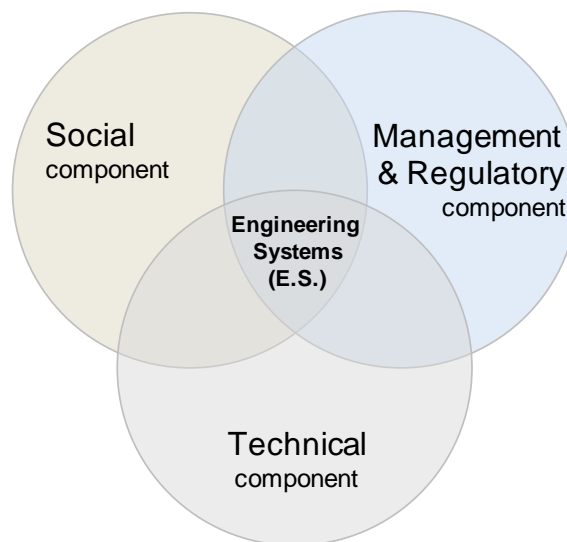 Social
component
Management
& Regulatory
component
Engineering
Systems
(E.S.)
Technical
component